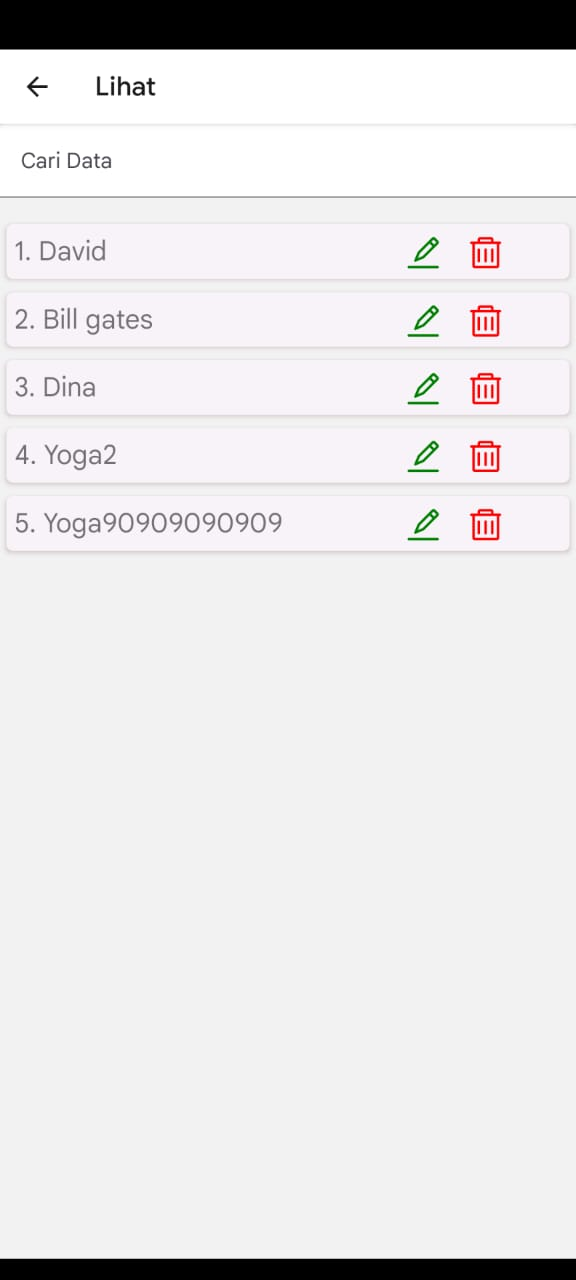 Lihat
Cari Data
1. David
2. Bill gates
3. Dina
4. Yoga2
5. Yoga90909090909